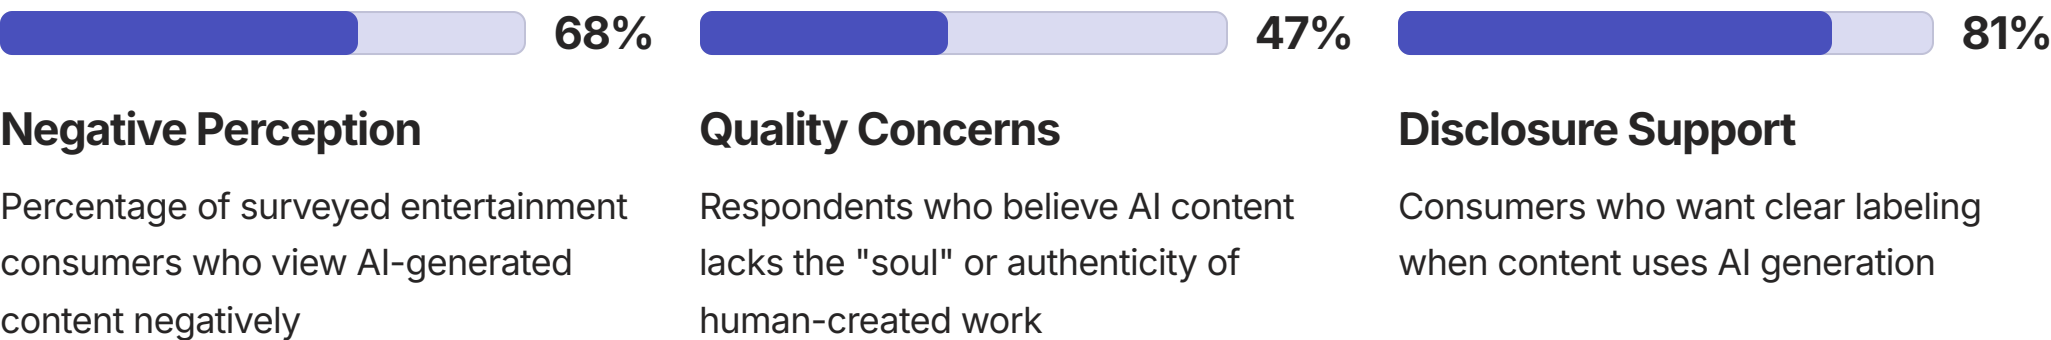 68%
Negative Perception
Percentage of surveyed entertainment
consumers who view AI-generated
content negatively
47%
Quality Concerns
Respondents who believe AI content
lacks the "soul" or authenticity of
human-created work
81%
Disclosure Support
Consumers who want clear labeling
when content uses AI generation